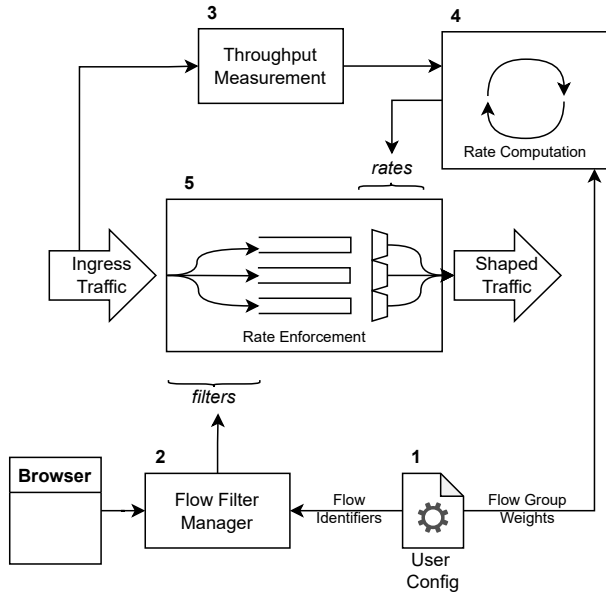 3
4
Throughput
Measurement
Rate Computation
rates
5
Ingress
Traffic
Shaped
Traffic
Rate Enforcement
filters
2
1
Browser
Flow Filter
Manager
Flow
Identifiers
Flow Group
Weights
User
Config